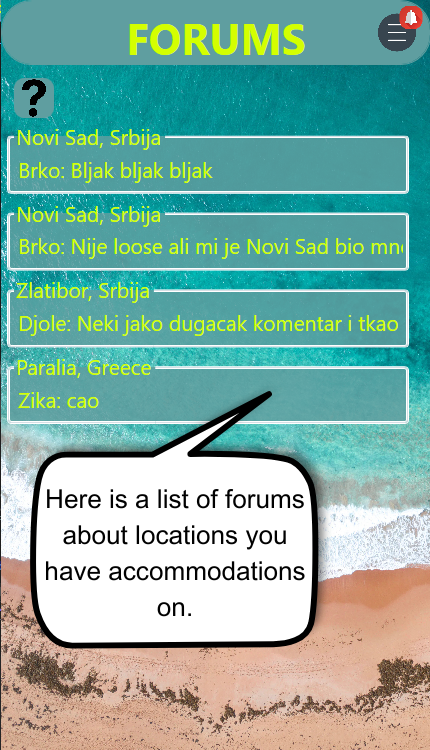 FORUMS
?
Novi Sad, Srbija
Brko: Bljak bljak bljak
Novi Sad, Srbija
Brko: Nije loose ali mi je Novi Sad bio mno
Zlatibor, Srbija
Djole: Neki jako dugacak komentar i tkao
Paralia, Greece
Zika: cao
Here is a list of forums
about locations you
have accommodations
on.